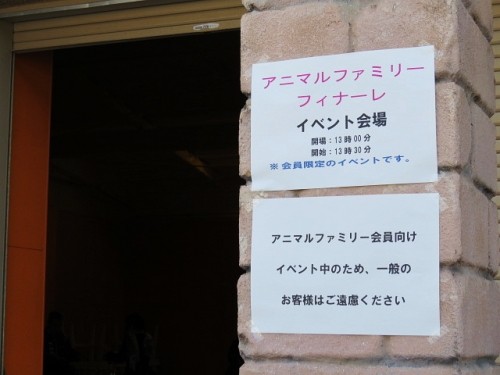 アニマルファミリー
フィナーレ
イベント会場
開場：13時00分
開始：13時30分
※会員限定のイベントです。
アニマルファミリー会員向け
イベント中のため、一般の
お客様はご遠慮ください